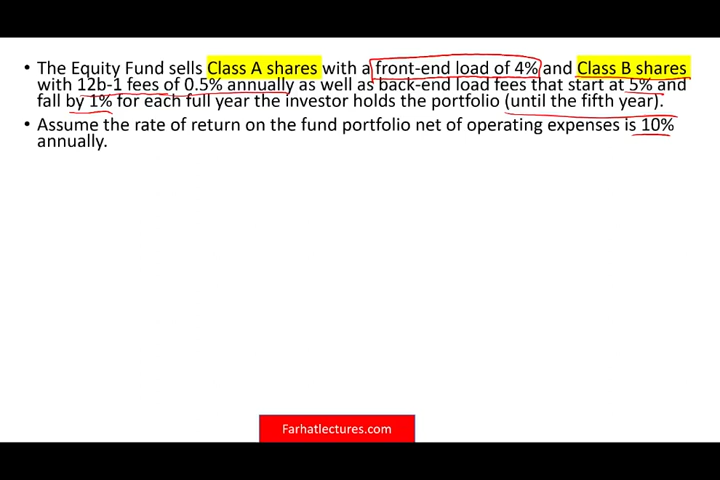 • The Equity Fund sells Class A shares with a front-end load of 4% and Class B shares
with 12b-1 fees of 0.5% annually as well as back-end load fees that start at 5% and
fall by 1% for each full year the investor holds the portfolio (until the fifth year).
• Assume the rate of return on the fund portfolio net of operating expenses is 10%
annually.
Farhatlectures.com